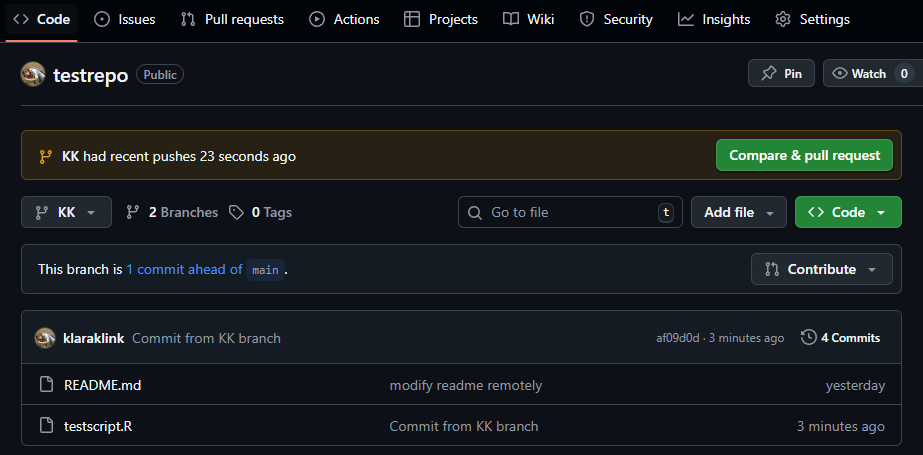 Code Issues Pull requests Actions Projects Wiki Security Insights Settings
testrepo Public Pin Watch 0
KK had recent pushes 23 seconds ago Compare & pull request
KK 2 Branches 0 Tags Go to file t Add file Code
This branch is 1 commit ahead of main. Contribute
klaraklink Commit from KK branch af09d0d · 3 minutes ago 4 Commits
README.md modify readme remotely yesterday
testscript.R Commit from KK branch 3 minutes ago